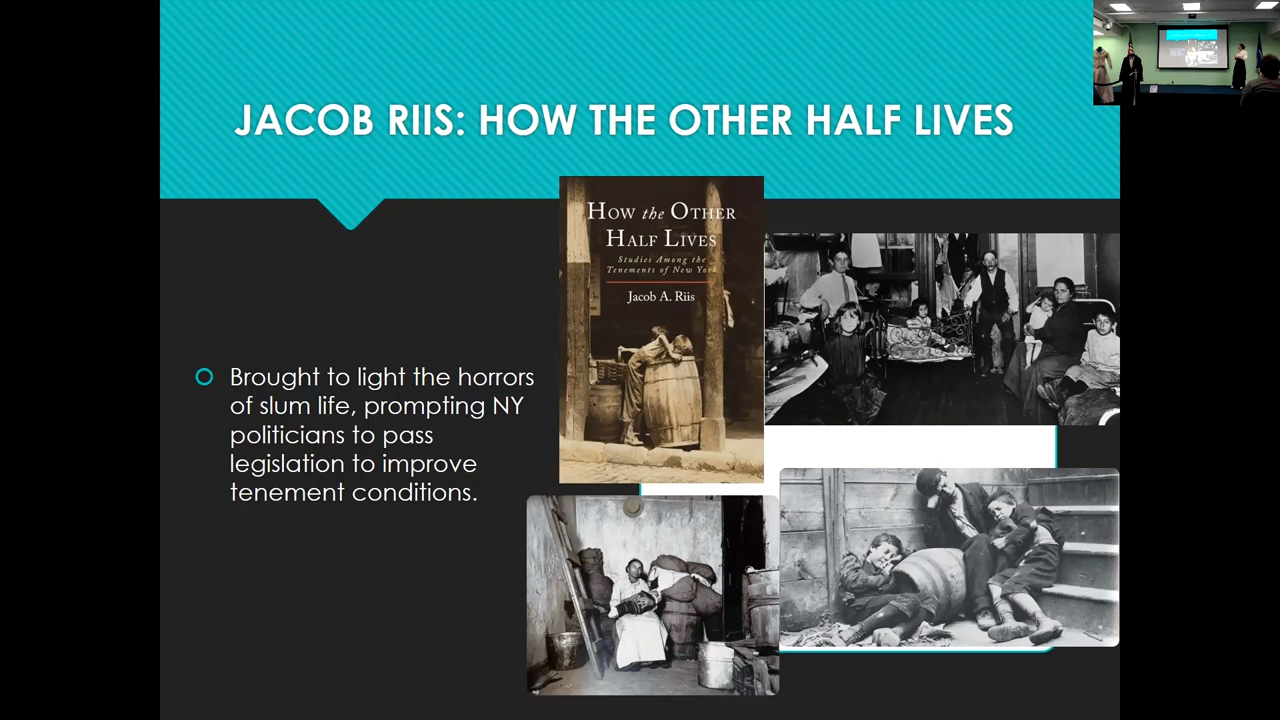 JACOB RIIS: HOW THE OTHER HALF LIVES
HOW the OTHER
HALF LIVES
Studies Among the
Tenements of New York
Jacob A. Riis
Brought to light the horrors
of slum life, prompting NY
politicians to pass
legislation to improve
tenement conditions.